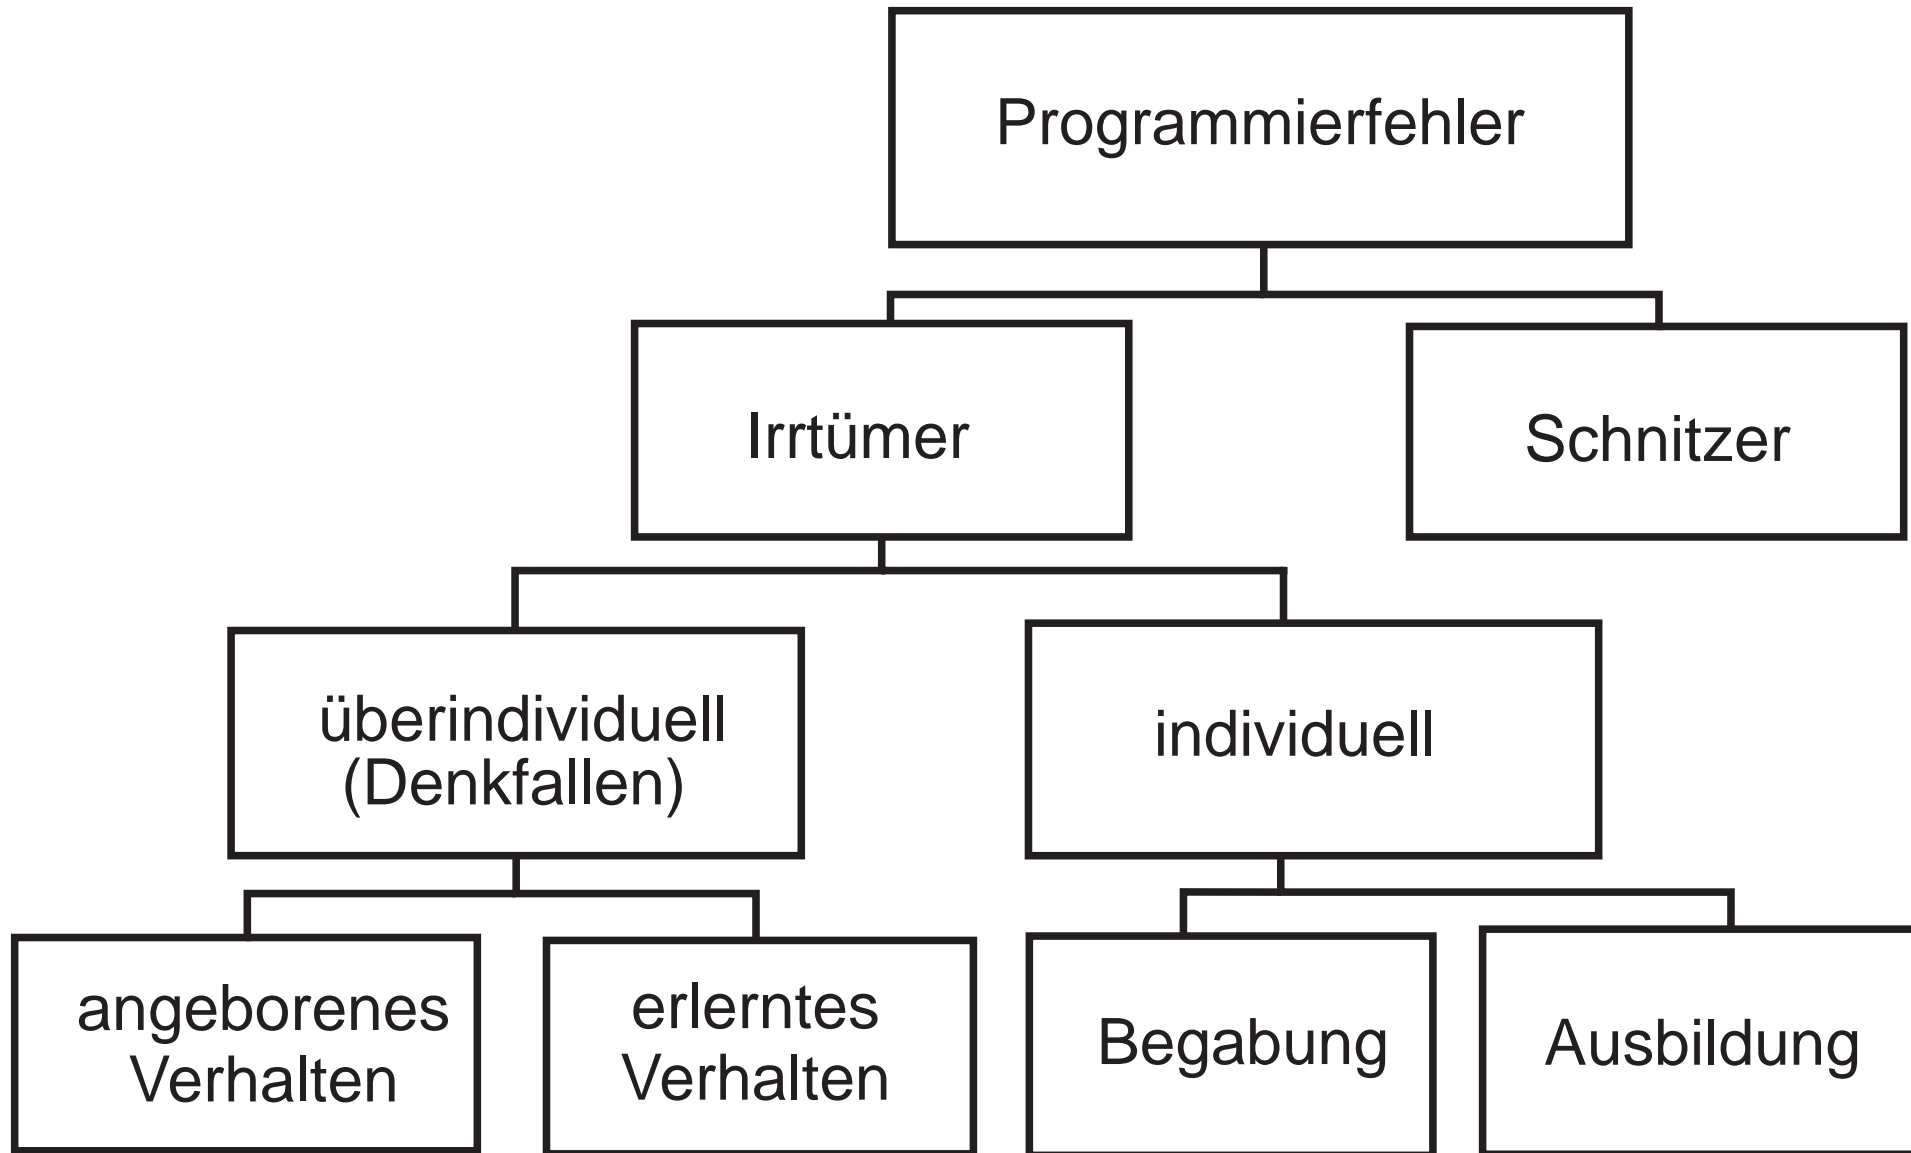 Programmierfehler
Irrtümer
Schnitzer
überindividuell
(Denkfallen)
individuell
angeborenes
Verhalten
erlerntes
Verhalten
Begabung
Ausbildung